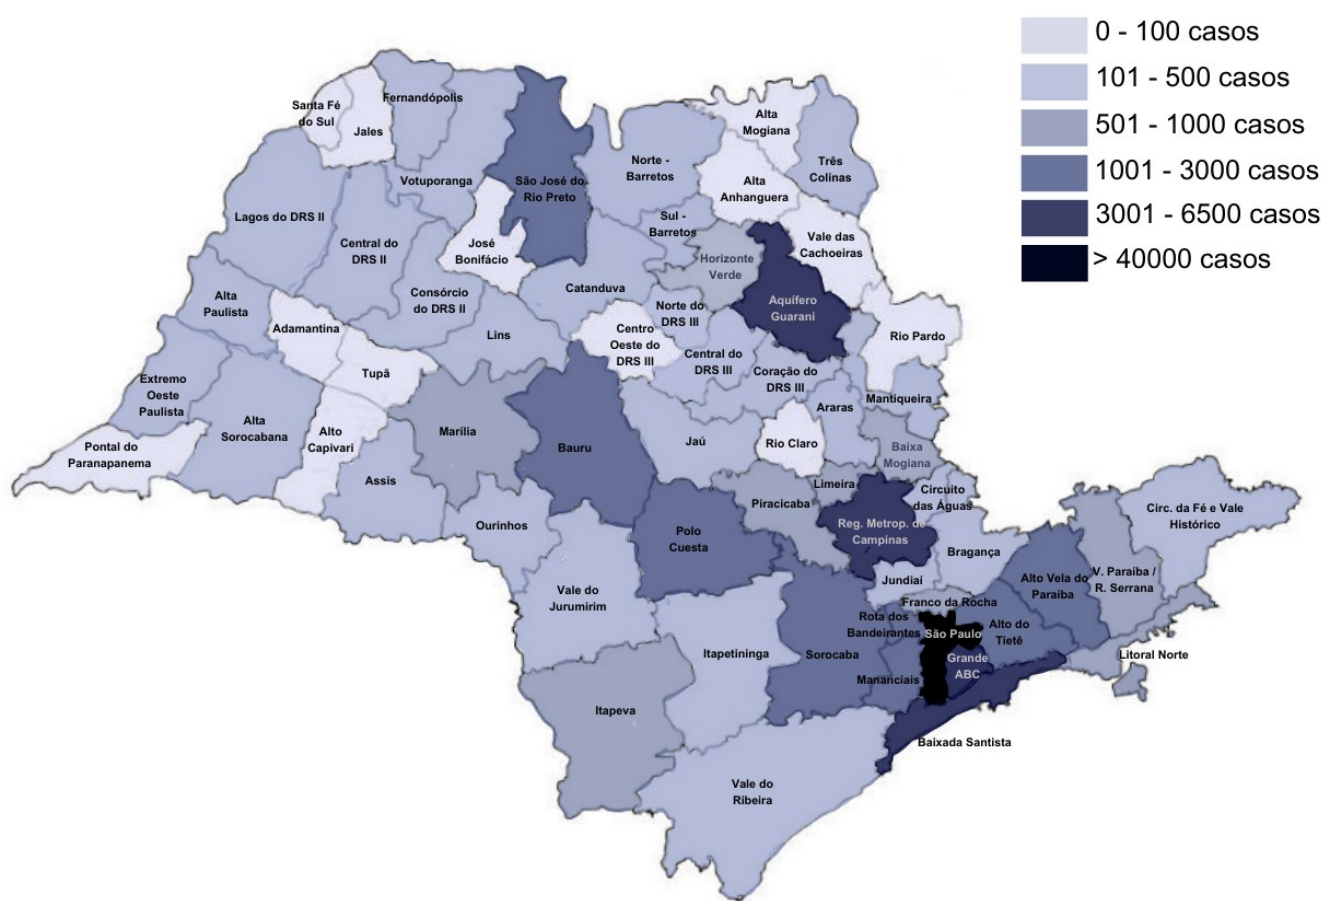 0 - 100 casos
101 - 500 casos
501 - 1000 casos
1001 - 3000 casos
3001 - 6500 casos
> 40000 casos
Santa Fé
do Sul
Jales
Fernandópolis
Votuporanga
São José do
Rio Preto
Norte -
Barretos
Alta
Mogiana
Três
Colinas
Alta
Anhanguera
Lagos do DRS II
Central do
DRS II
José
Bonifácio
Sul -
Barretos
Vale das
Cachoeiras
Horizonte
Verde
Alta
Paulista
Consórcio
do DRS II
Catanduva
Norte do
DRS III
Aquífero
Guarani
Adamantina
Lins
Centro
Oeste do
DRS III
Rio Pardo
Tupã
Central do
DRS III
Coração do
DRS III
Extremo
Oeste
Paulista
Araras
Mantiqueira
Alta
Sorocabana
Alto
Capivari
Marília
Bauru
Jaú
Rio Claro
Baixa
Mogiana
Pontal do
Paranapanema
Assis
Limeira
Circuito
das Águas
Piracicaba
Circ. da Fé e Vale
Histórico
Ourinhos
Polo
Cuesta
Reg. Metrop. de
Campinas
Bragança
Jundiaí
Alto Vela do
Paraíba
V. Paraíba /
R. Serrana
Vale do
Jurumirim
Franco da Rocha
Rota dos
Bandeirantes
São Paulo
Alto do
Tietê
Itapetininga
Sorocaba
Grande
ABC
Litoral Norte
Mananciais
Itapeva
Baixada Santista
Vale do
Ribeira